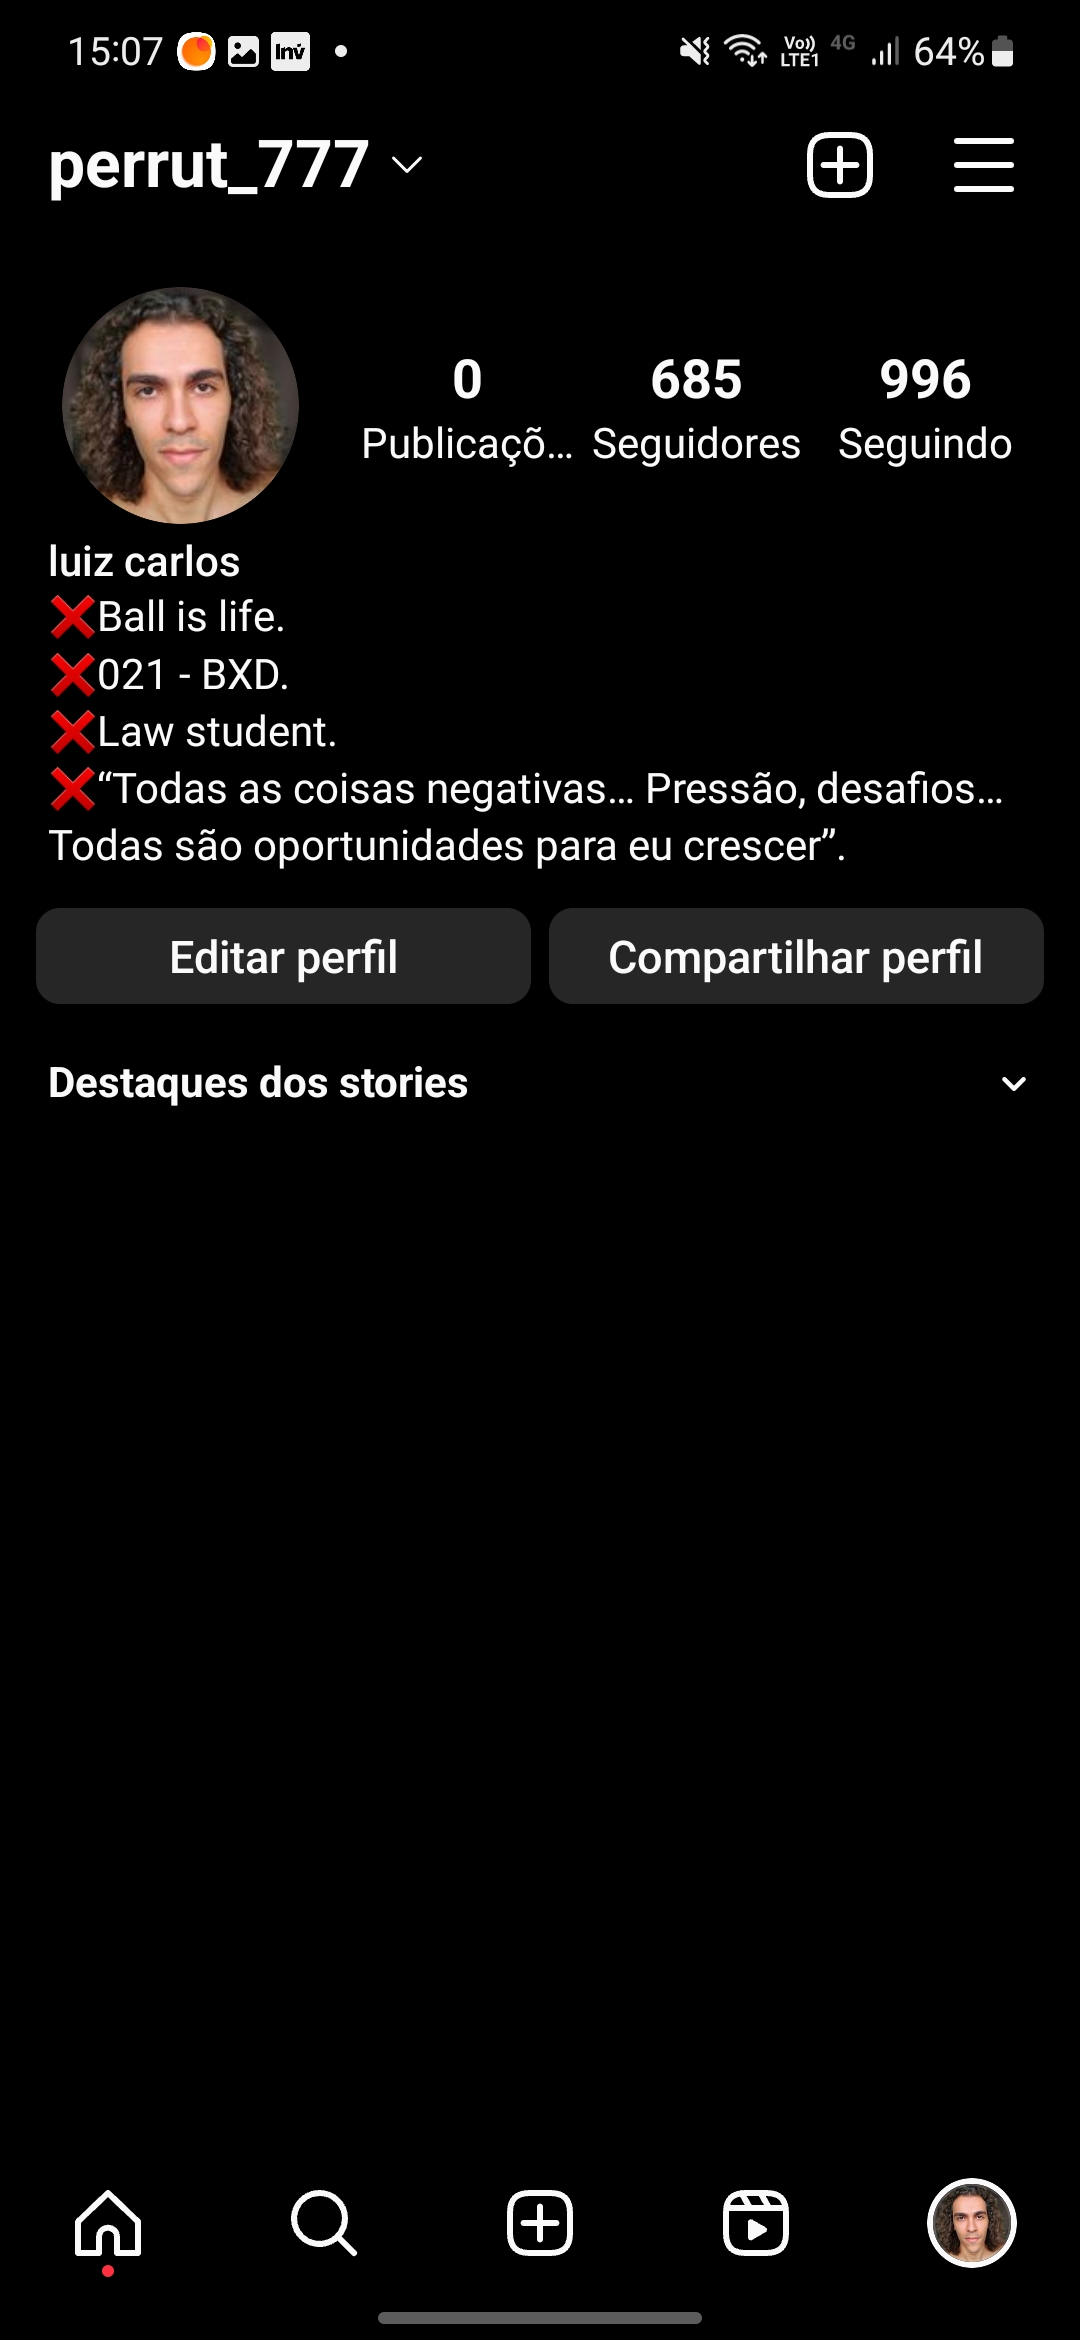 15:07 Inv Vo)) LTE1 4G 64%
perrut_777
0 685 996
Publicaçõ... Seguidores Seguindo
luiz carlos
❌Ball is life.
❌021 - BXD.
❌Law student.
❌“Todas as coisas negativas... Pressão, desafios...
Todas são oportunidades para eu crescer”.
Editar perfil Compartilhar perfil
Destaques dos stories